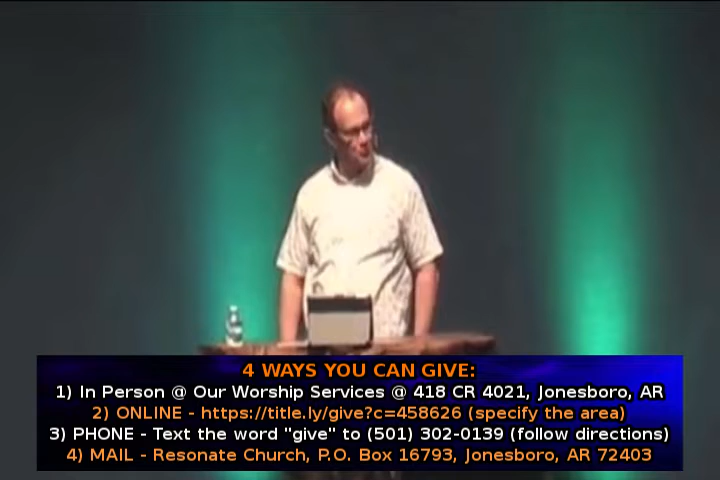 4 WAYS YOU CAN GIVE:
1) In Person @ Our Worship Services @ 418 CR 4021, Jonesboro, AR
2) ONLINE - https://title.ly/give?c=458626 (specify the area)
3) PHONE - Text the word "give" to (501) 302-0139 (follow directions)
4) MAIL - Resonate Church, P.O. Box 16793, Jonesboro, AR 72403